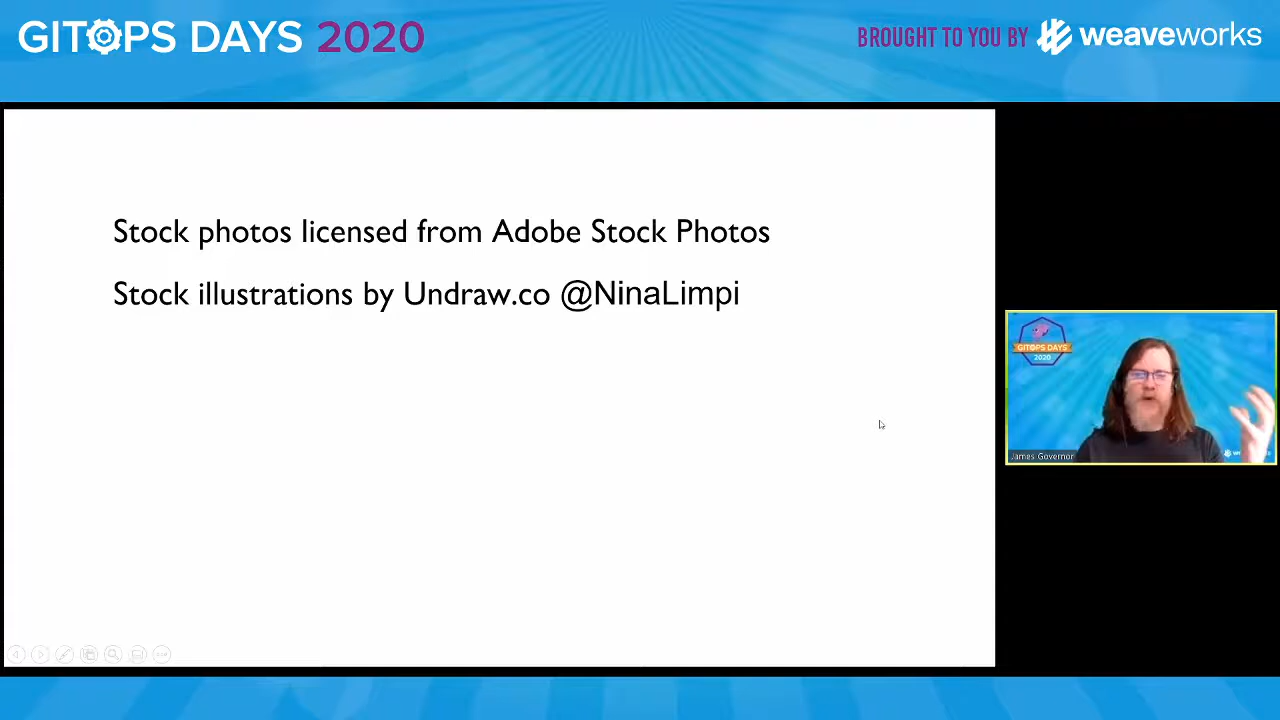 GITOPS DAYS 2020
BROUGHT TO YOU BY weaveworks
Stock photos licensed from Adobe Stock Photos
Stock illustrations by Undraw.co @NinaLimpi
GITOPS DAYS
2020
James Governor